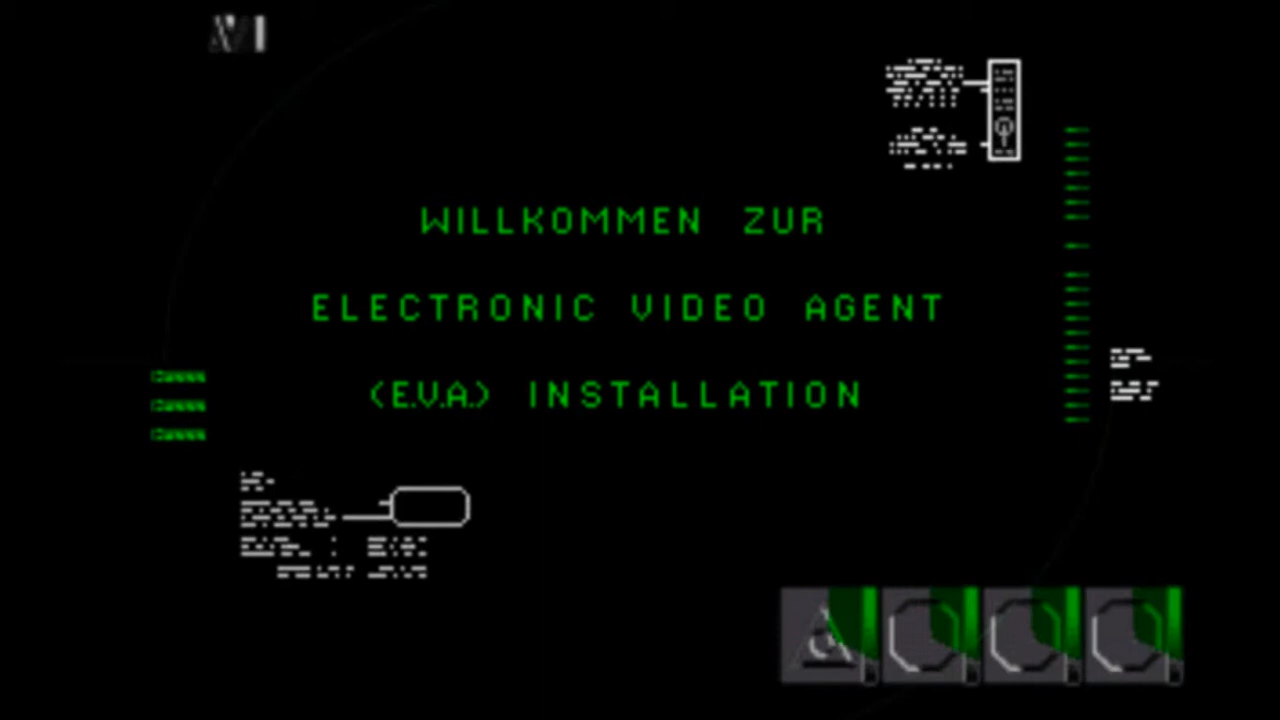 WILLKOMMEN ZUR
ELECTRONIC VIDEO AGENT
(E.V.A.) INSTALLATION